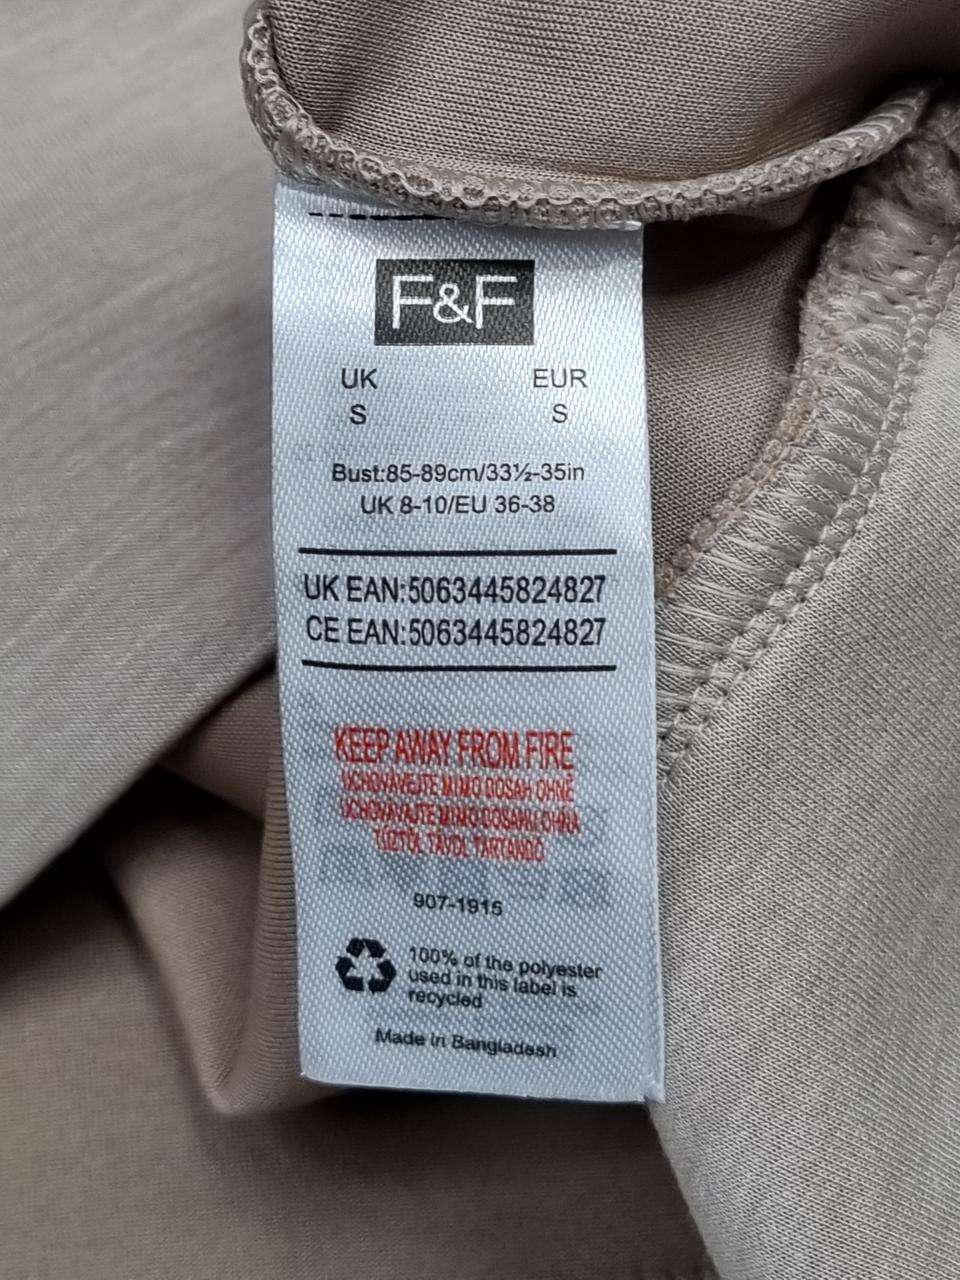 F&F
UK EUR
S S
Bust:85-89cm/33½-35in
UK 8-10/EU 36-38
UK EAN:5063445824827
CE EAN:5063445824827
KEEP AWAY FROM FIRE
UCHOVÁVEJTE MIMO DOSAH OHNĚ
UCHOVÁVAJTE MIMO DOSAHU OHŇA
TŰZTŐL TÁVOL TARTANDÓ
907-1915
100% of the polyester
used in this label is
recycled
Made in Bangladesh